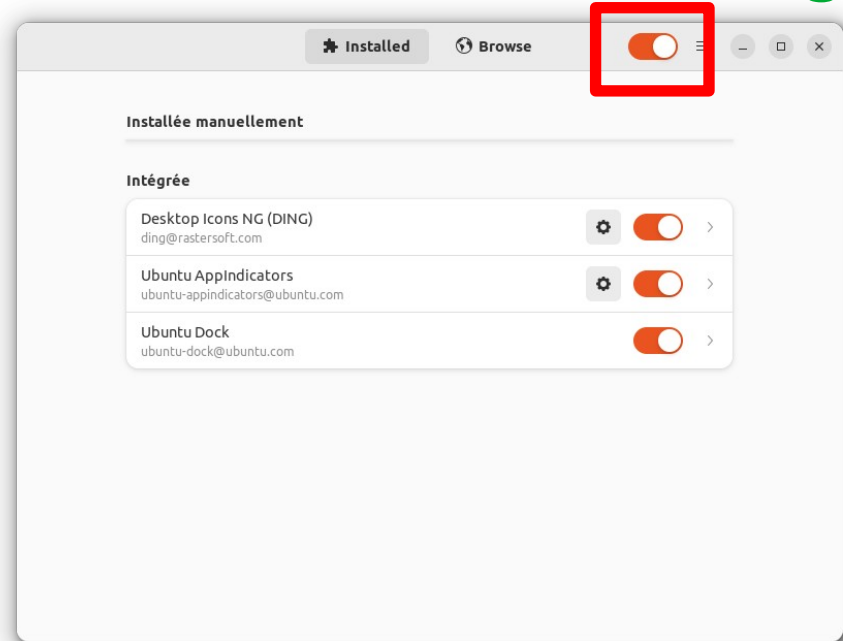 Installed
Browse
Installée manuellement
Intégrée
Desktop Icons NG (DING)
ding@rastersoft.com
Ubuntu AppIndicators
ubuntu-appindicators@ubuntu.com
Ubuntu Dock
ubuntu-dock@ubuntu.com